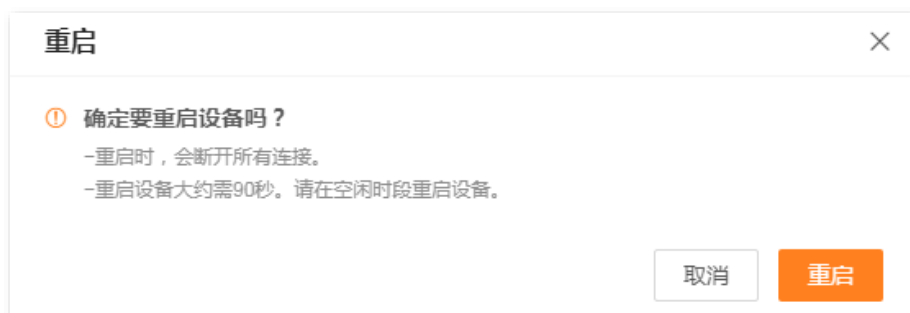 重启
确定要重启设备吗？
-重启时，会断开所有连接。
-重启设备大约需90秒。请在空闲时段重启设备。
取消
重启